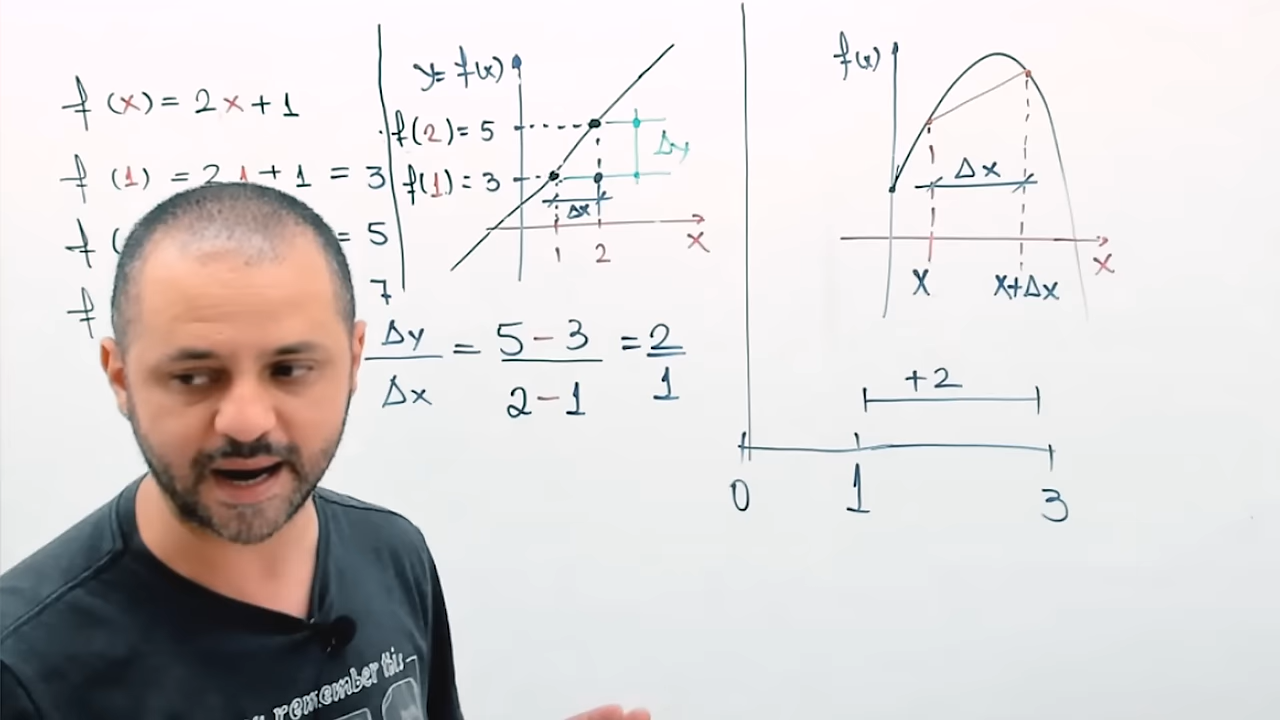 f(x) = 2x + 1
f(1) = 2 1 + 1 = 3
f( = 5
f 7
y = f(x)
f(2) = 5
f(1) = 3
Δy
Δx
1 2
x
Δy/Δx = 5 - 3/2 - 1 = 2/1
f(x)
Δx
x x+Δx
x
+2
0 1 3
remember this